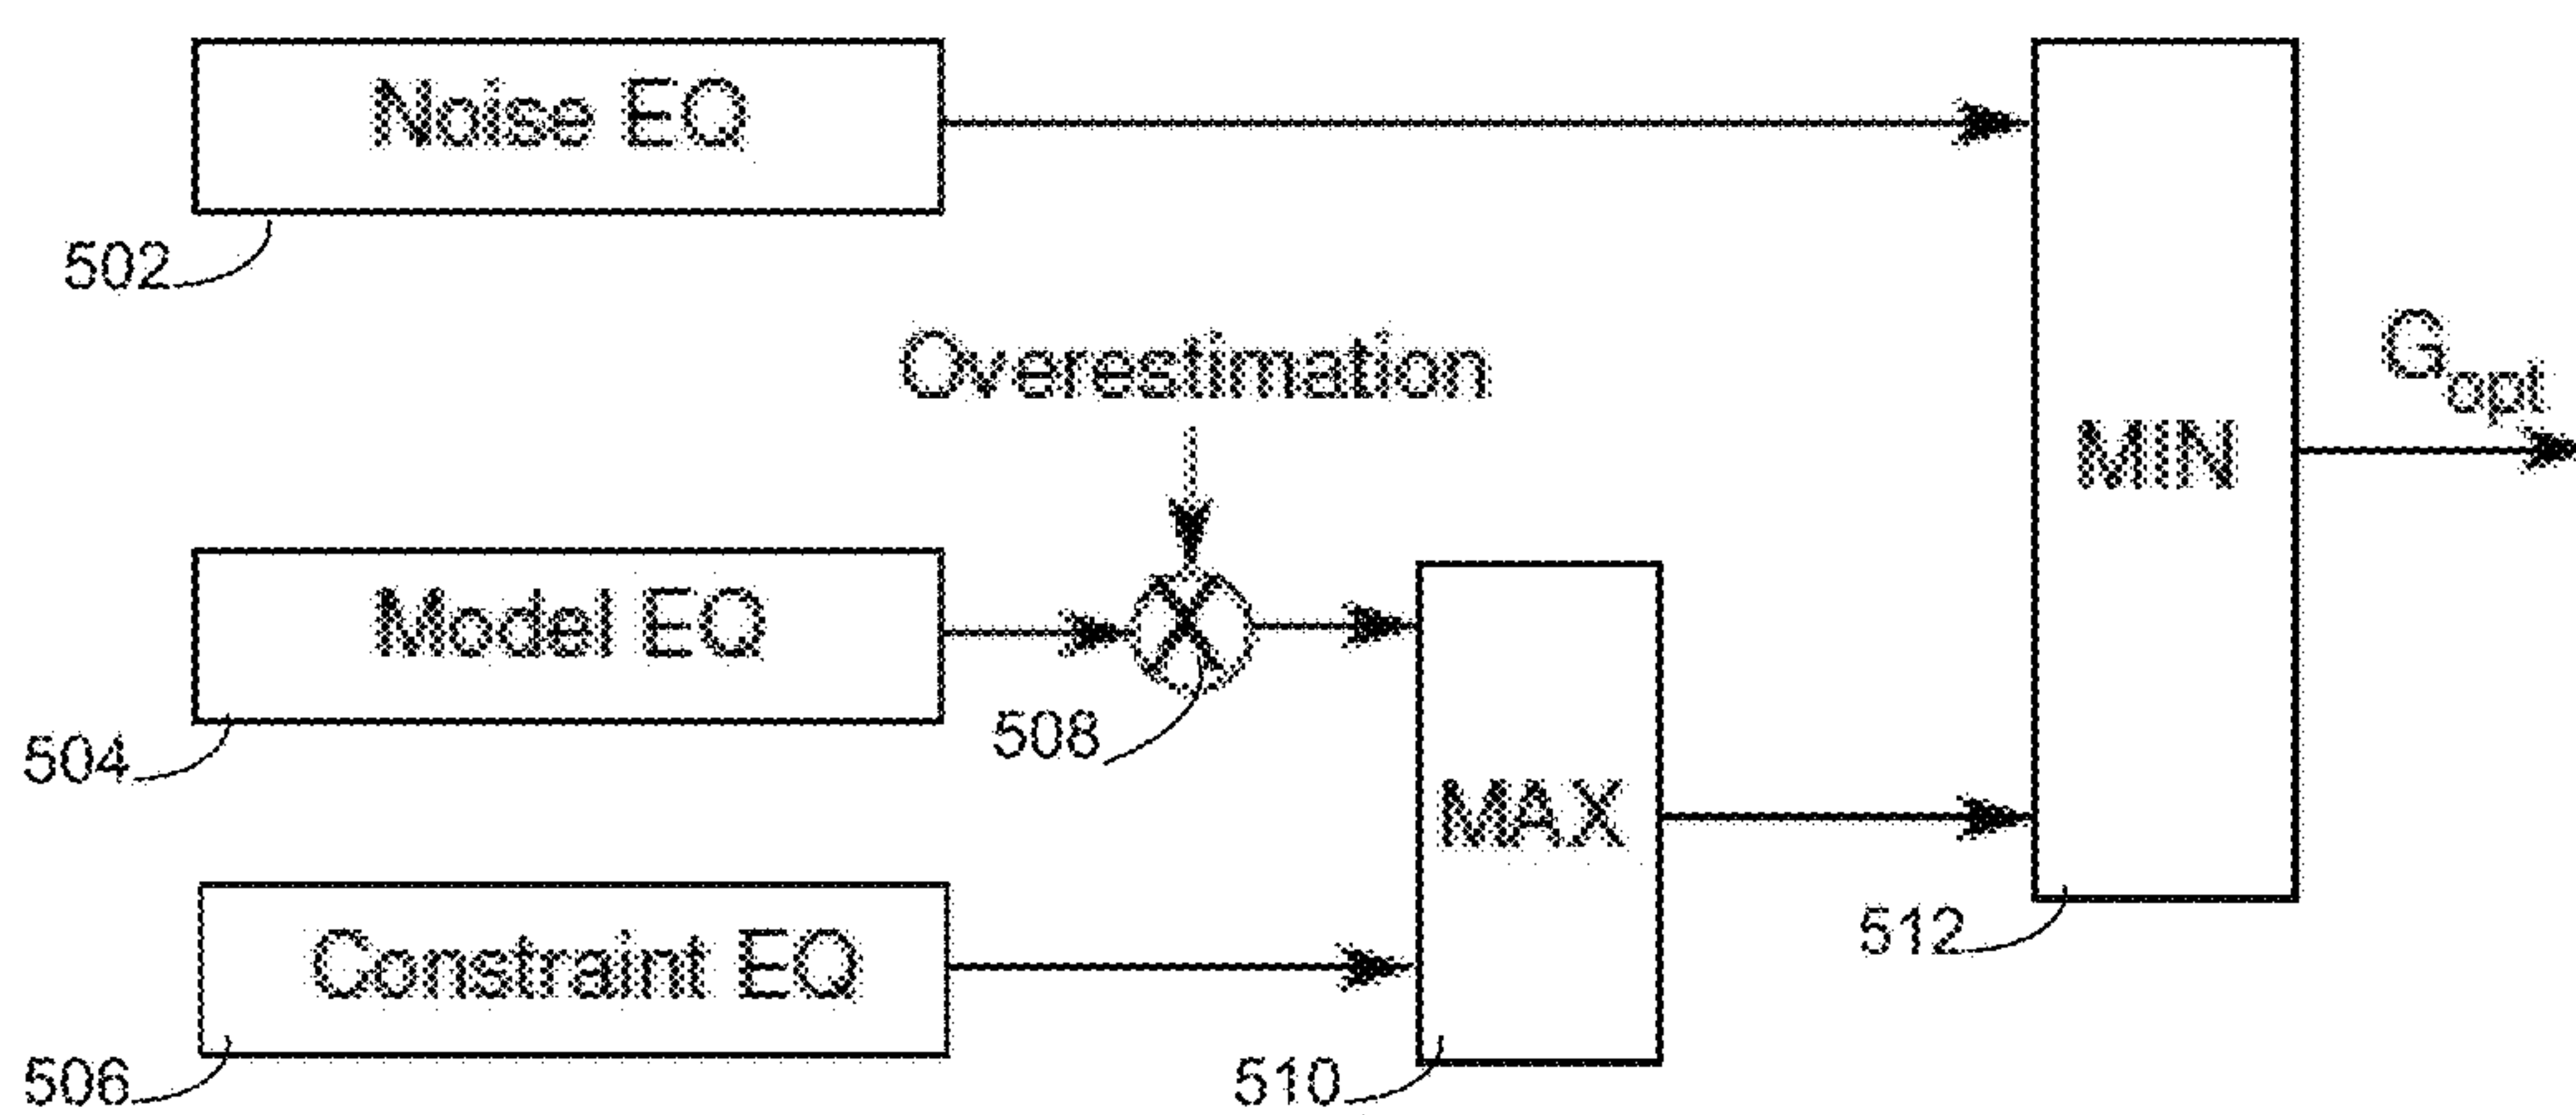 Noise EQ
502
Overestimation
G_opt
MIN
Model EQ
504
508
MAX
Constraint EQ
512
506
510